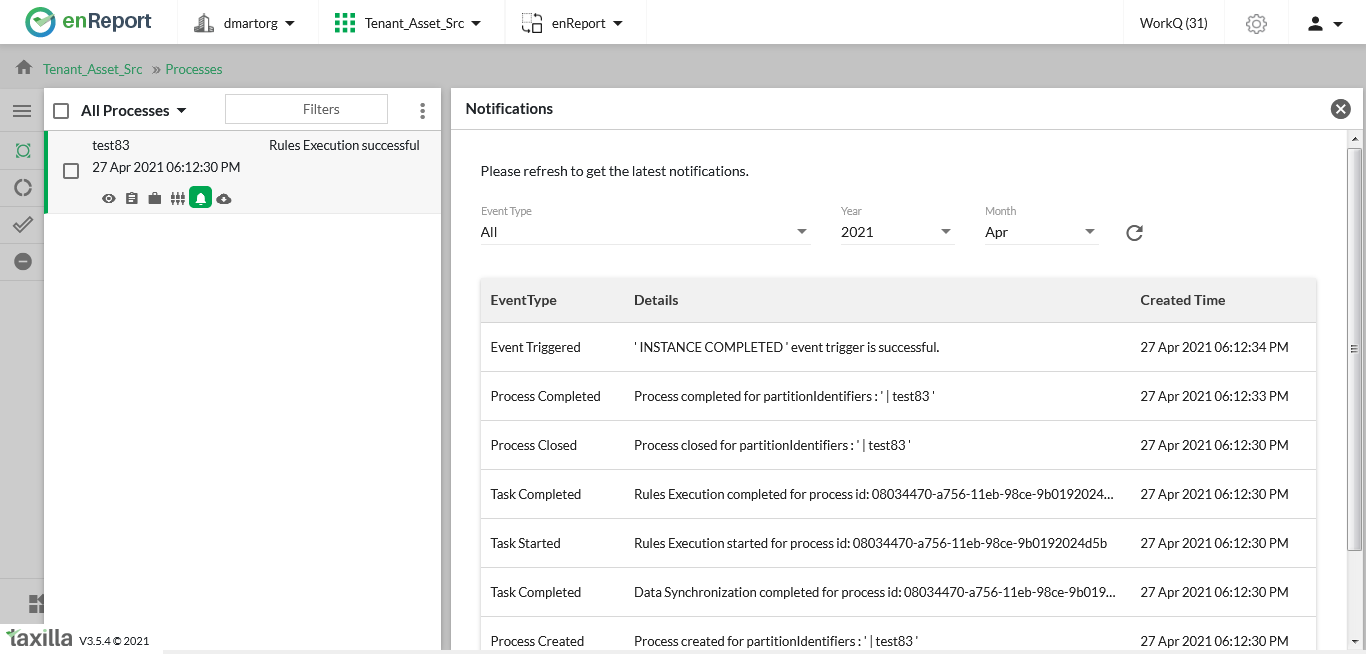 enReport dmartorg Tenant_Asset_Src enReport WorkQ (31)
Tenant_Asset_Src » Processes
All Processes Filters
test83 Rules Execution successful
27 Apr 2021 06:12:30 PM
Notifications
Please refresh to get the latest notifications.
Event Type Year Month
All 2021 Apr
EventType Details Created Time
Event Triggered ' INSTANCE COMPLETED ' event trigger is successful. 27 Apr 2021 06:12:34 PM
Process Completed Process completed for partitionIdentifiers : ' | test83 ' 27 Apr 2021 06:12:33 PM
Process Closed Process closed for partitionIdentifiers : ' | test83 ' 27 Apr 2021 06:12:30 PM
Task Completed Rules Execution completed for process id: 08034470-a756-11eb-98ce-9b0192024... 27 Apr 2021 06:12:30 PM
Task Started Rules Execution started for process id: 08034470-a756-11eb-98ce-9b0192024d5b 27 Apr 2021 06:12:30 PM
Task Completed Data Synchronization completed for process id: 08034470-a756-11eb-98ce-9b019... 27 Apr 2021 06:12:30 PM
Process Created Process created for partitionIdentifiers : ' | test83 ' 27 Apr 2021 06:12:30 PM
taxilla V3.5.4 © 2021